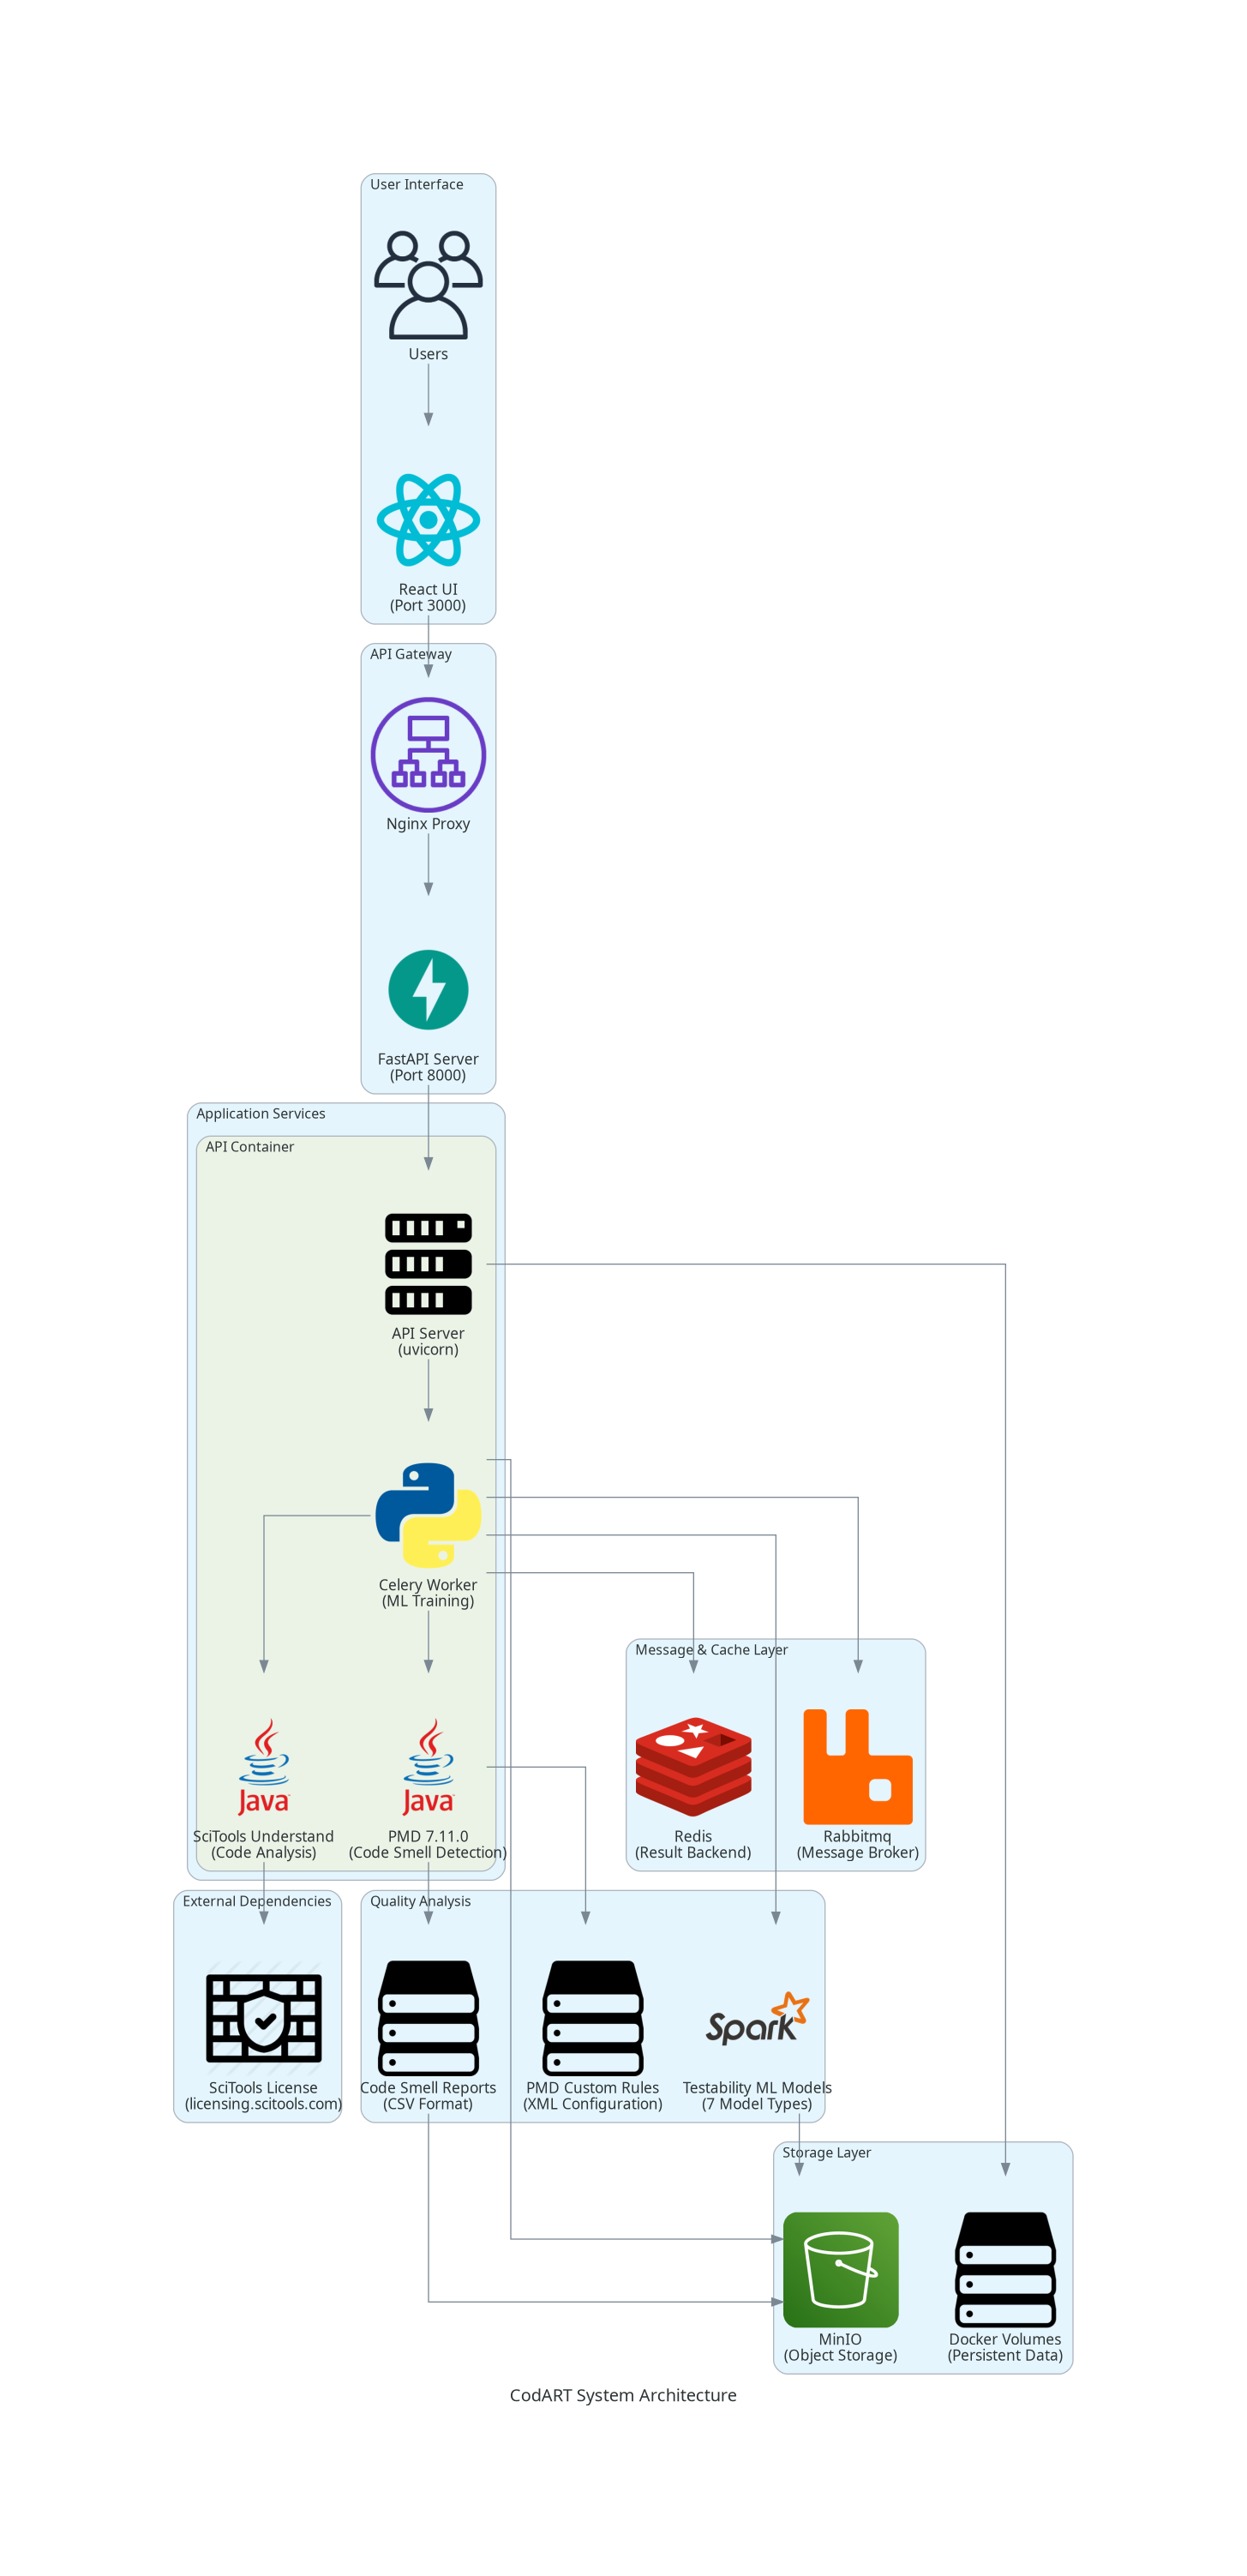 User Interface
Users
React UI
(Port 3000)
API Gateway
Nginx Proxy
FastAPI Server
(Port 8000)
Application Services
API Container
API Server
(uvicorn)
Celery Worker
(ML Training)
Message & Cache Layer
Java
Java
SciTools Understand
(Code Analysis)
PMD 7.11.0
(Code Smell Detection)
Redis
(Result Backend)
Rabbitmq
(Message Broker)
External Dependencies
Quality Analysis
Spark
SciTools License
(licensing.scitools.com)
Code Smell Reports
(CSV Format)
PMD Custom Rules
(XML Configuration)
Testability ML Models
(7 Model Types)
Storage Layer
MinIO
(Object Storage)
Docker Volumes
(Persistent Data)
CodART System Architecture